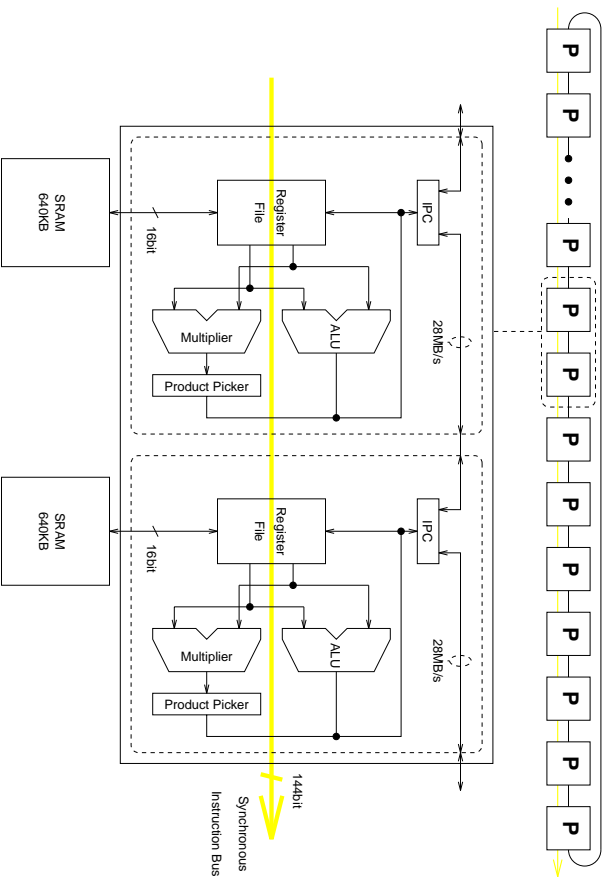 P
P
P
P
P
P
P
P
P
P
P
P
IPC
28MB/s
IPC
28MB/s
Register
File
ALU
Multiplier
Product Picker
16bit
SRAM
640KB
Register
File
ALU
Multiplier
Product Picker
16bit
SRAM
640KB
144bit
Synchronous
Instruction Bus